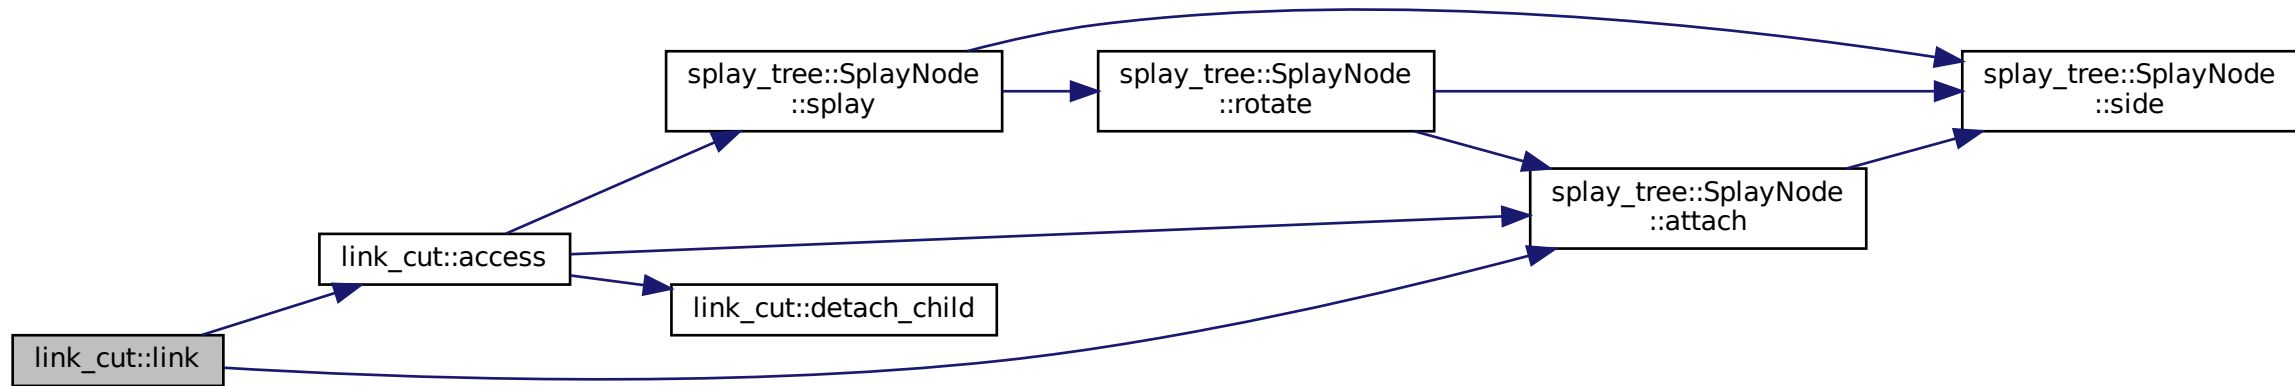 splay_tree::SplayNode
::splay
splay_tree::SplayNode
::rotate
splay_tree::SplayNode
::side
splay_tree::SplayNode
::attach
link_cut::access
link_cut::detach_child
link_cut::link